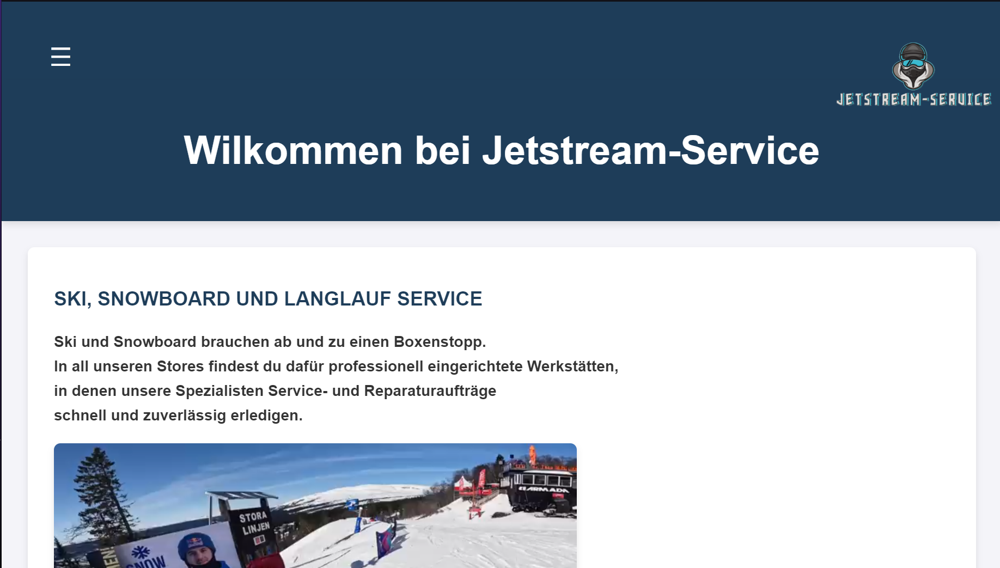 JETSTREAM-SERVICE
Wilkommen bei Jetstream-Service
SKI, SNOWBOARD UND LANGLAUF SERVICE
Ski und Snowboard brauchen ab und zu einen Boxenstopp.
In all unseren Stores findest du dafür professionell eingerichtete Werkstätten,
in denen unsere Spezialisten Service- und Reparaturaufträge
schnell und zuverlässig erledigen.
ARMADA
STORA
LINJEN
SNOW